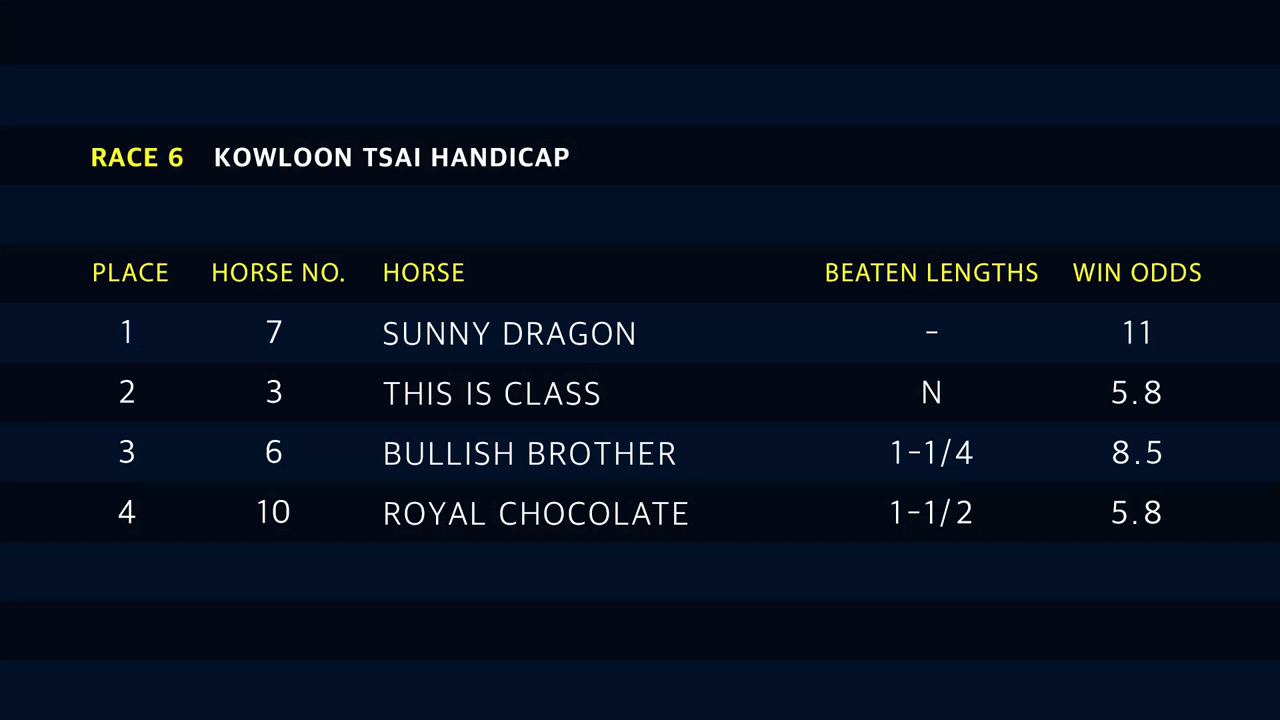 RACE 6 KOWLOON TSAI HANDICAP
PLACE HORSE NO. HORSE BEATEN LENGTHS WIN ODDS
1 7 SUNNY DRAGON - 11
2 3 THIS IS CLASS N 5.8
3 6 BULLISH BROTHER 1-1/4 8.5
4 10 ROYAL CHOCOLATE 1-1/2 5.8